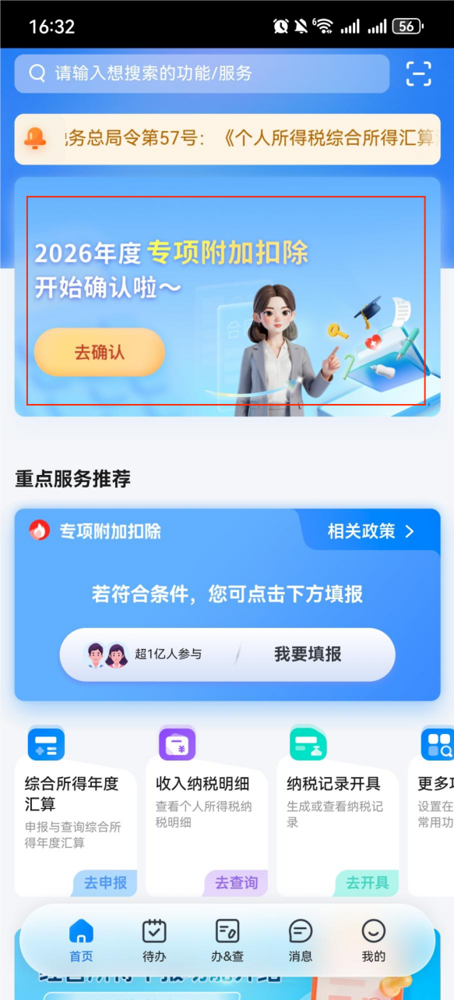 16:32
6
56
请输入想搜索的功能/服务
务总局令第57号：《个人所得税综合所得汇算
2026年度专项附加扣除
开始确认啦～
去确认
重点服务推荐
专项附加扣除
相关政策
若符合条件，您可点击下方填报
超1亿人参与
我要填报
综合所得年度
汇算
申报与查询综合所
得年度汇算
去申报
收入纳税明细
查看个人所得税纳
税明细
去查询
纳税记录开具
生成或查看纳税记
录
去开具
更多
设置在
常用功
首页
待办
办&查
消息
我的